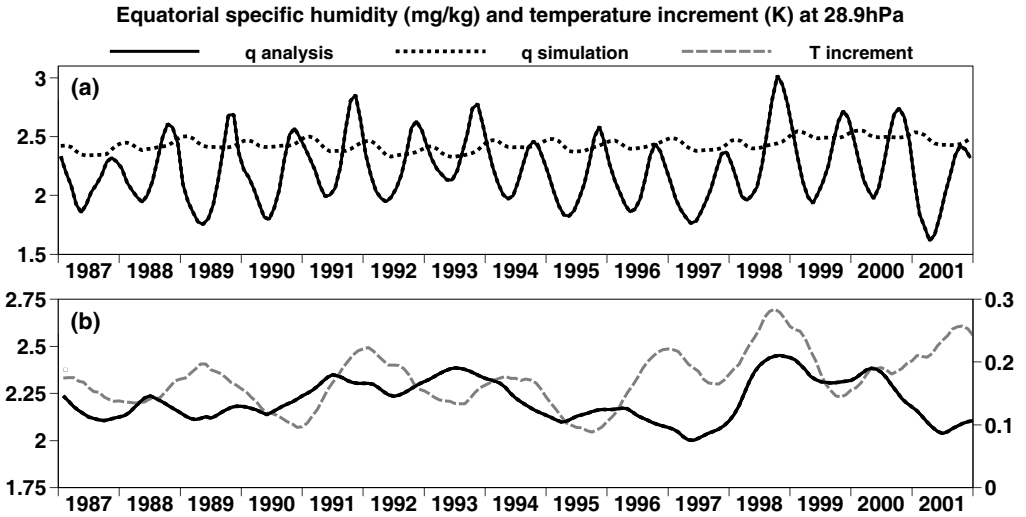 Equatorial specific humidity (mg/kg) and temperature increment (K) at 28.9hPa
q analysis q simulation T increment
(a)
3
2.5
2
1.5
1987 1988 1989 1990 1991 1992 1993 1994 1995 1996 1997 1998 1999 2000 2001
2.75 0.3
(b)
2.5
0.2
2.25
0.1
2
1.75 0
1987 1988 1989 1990 1991 1992 1993 1994 1995 1996 1997 1998 1999 2000 2001